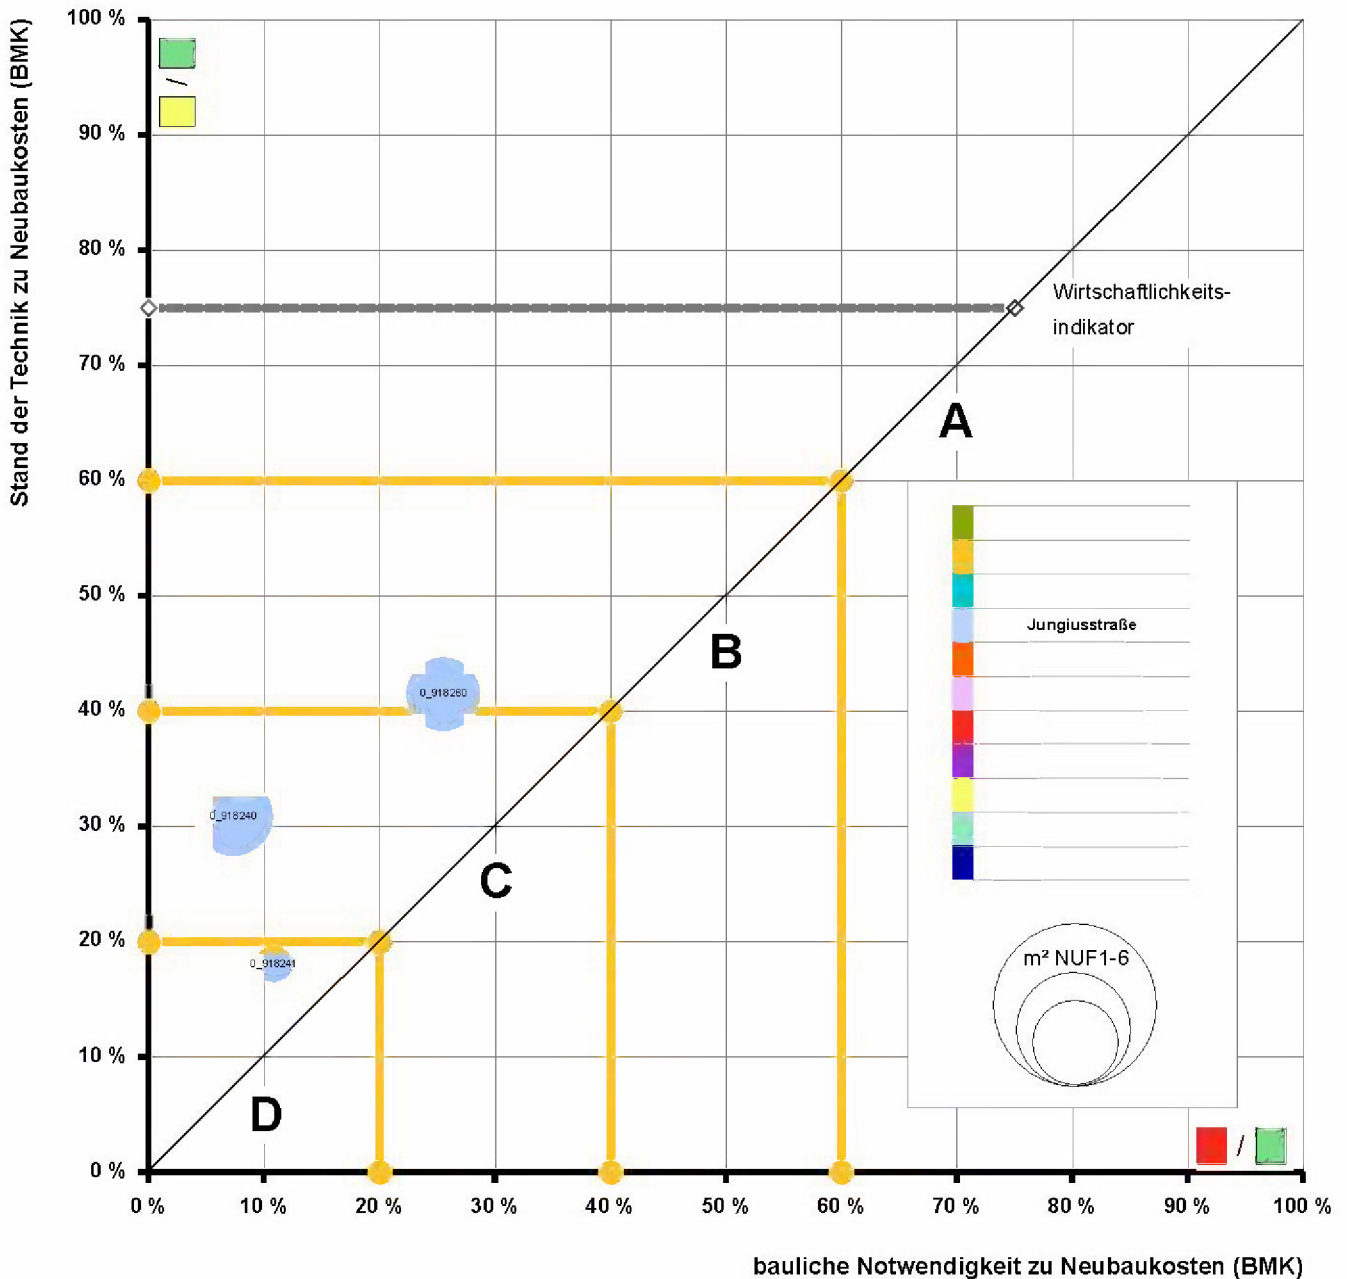 Stand der Technik zu Neubaukosten (BMK)
100 %
90 %
80 %
70 %
60 %
50 %
40 %
30 %
20 %
10 %
0 %
Wirtschaftlichkeits-
indikator
A
B
C
D
0_918260
0_918240
0_918241
Jungiusstraße
m² NUF1-6
/
0 %
10 %
20 %
30 %
40 %
50 %
60 %
70 %
80 %
90 %
100 %
bauliche Notwendigkeit zu Neubaukosten (BMK)